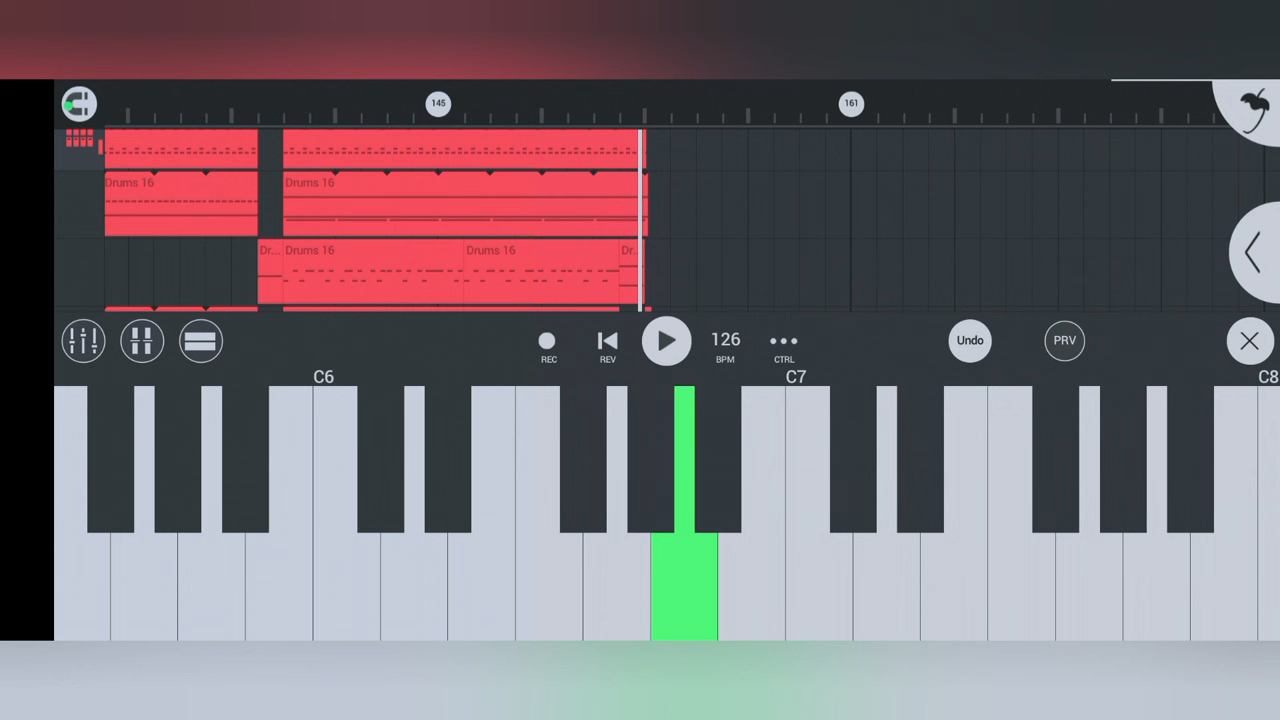 145
161
Drums 16
Drums 16
Dr...
Drums 16
Drums 16
Dr..
REC
REV
126
BPM
CTRL
Undo
PRV
C6
C7
C8